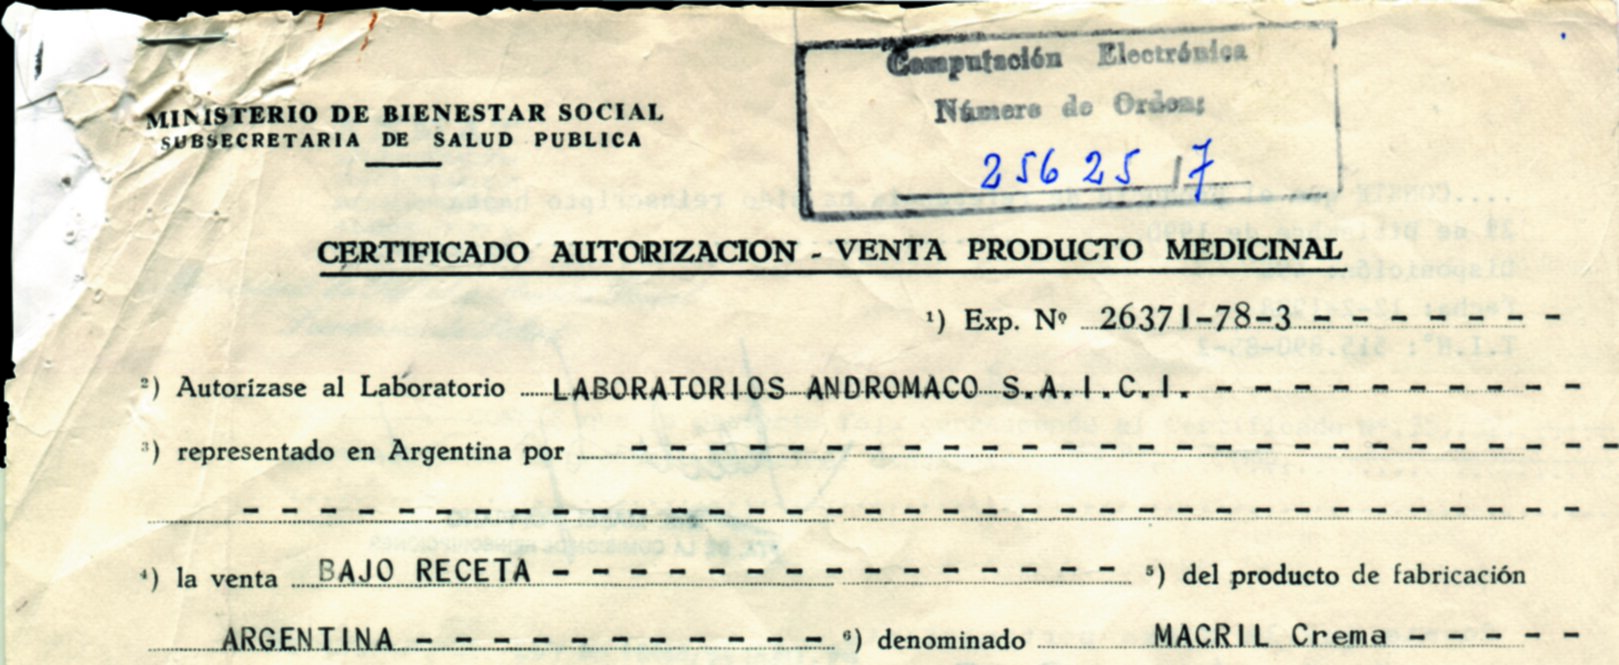 Computación Electrónica
Número de Orden:
25625 17
MINISTERIO DE BIENESTAR SOCIAL
SUBSECRETARIA DE SALUD PUBLICA
CERTIFICADO AUTORIZACION - VENTA PRODUCTO MEDICINAL
¹) Exp. Nº 26371-78-3 - - - - - - - -
²) Autorízase al Laboratorio LABORATORIOS ANDROMACO S.A.I.C.I. - - - - - - - - - - - -
³) representado en Argentina por - - - - - - - - - - - - - - - - - - - - - - - - - - - - - - -
- - - - - - - - - - - - - - - - - - - - - - - - - - - - - - - - - - - - - - - - - -
⁴) la venta BAJO RECETA - - - - - - - - - - - - - - - - - - ⁵) del producto de fabricación
ARGENTINA - - - - - - - - - - - - - ⁶) denominado MACRIL Crema - - - - -